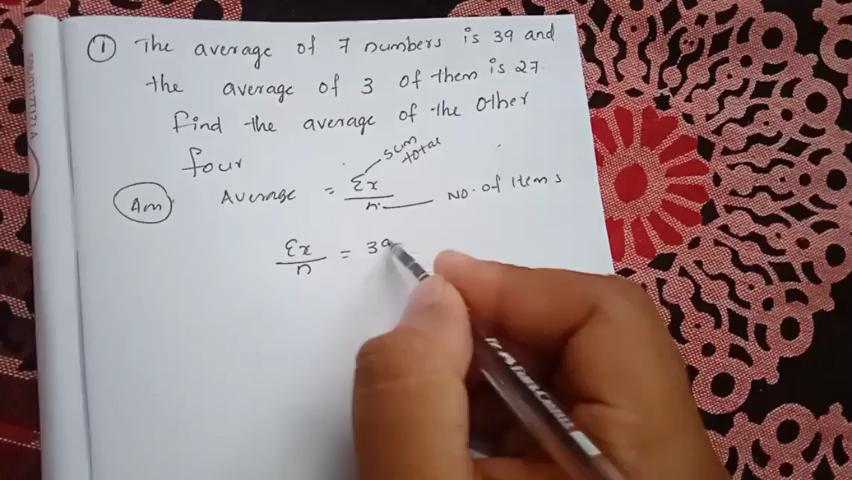 ① The average of 7 numbers is 39 and
the average of 3 of them is 27.
Find the average of the other
four
sum total
Ans Average = Σx / n No. of Items
Σx / n = 39